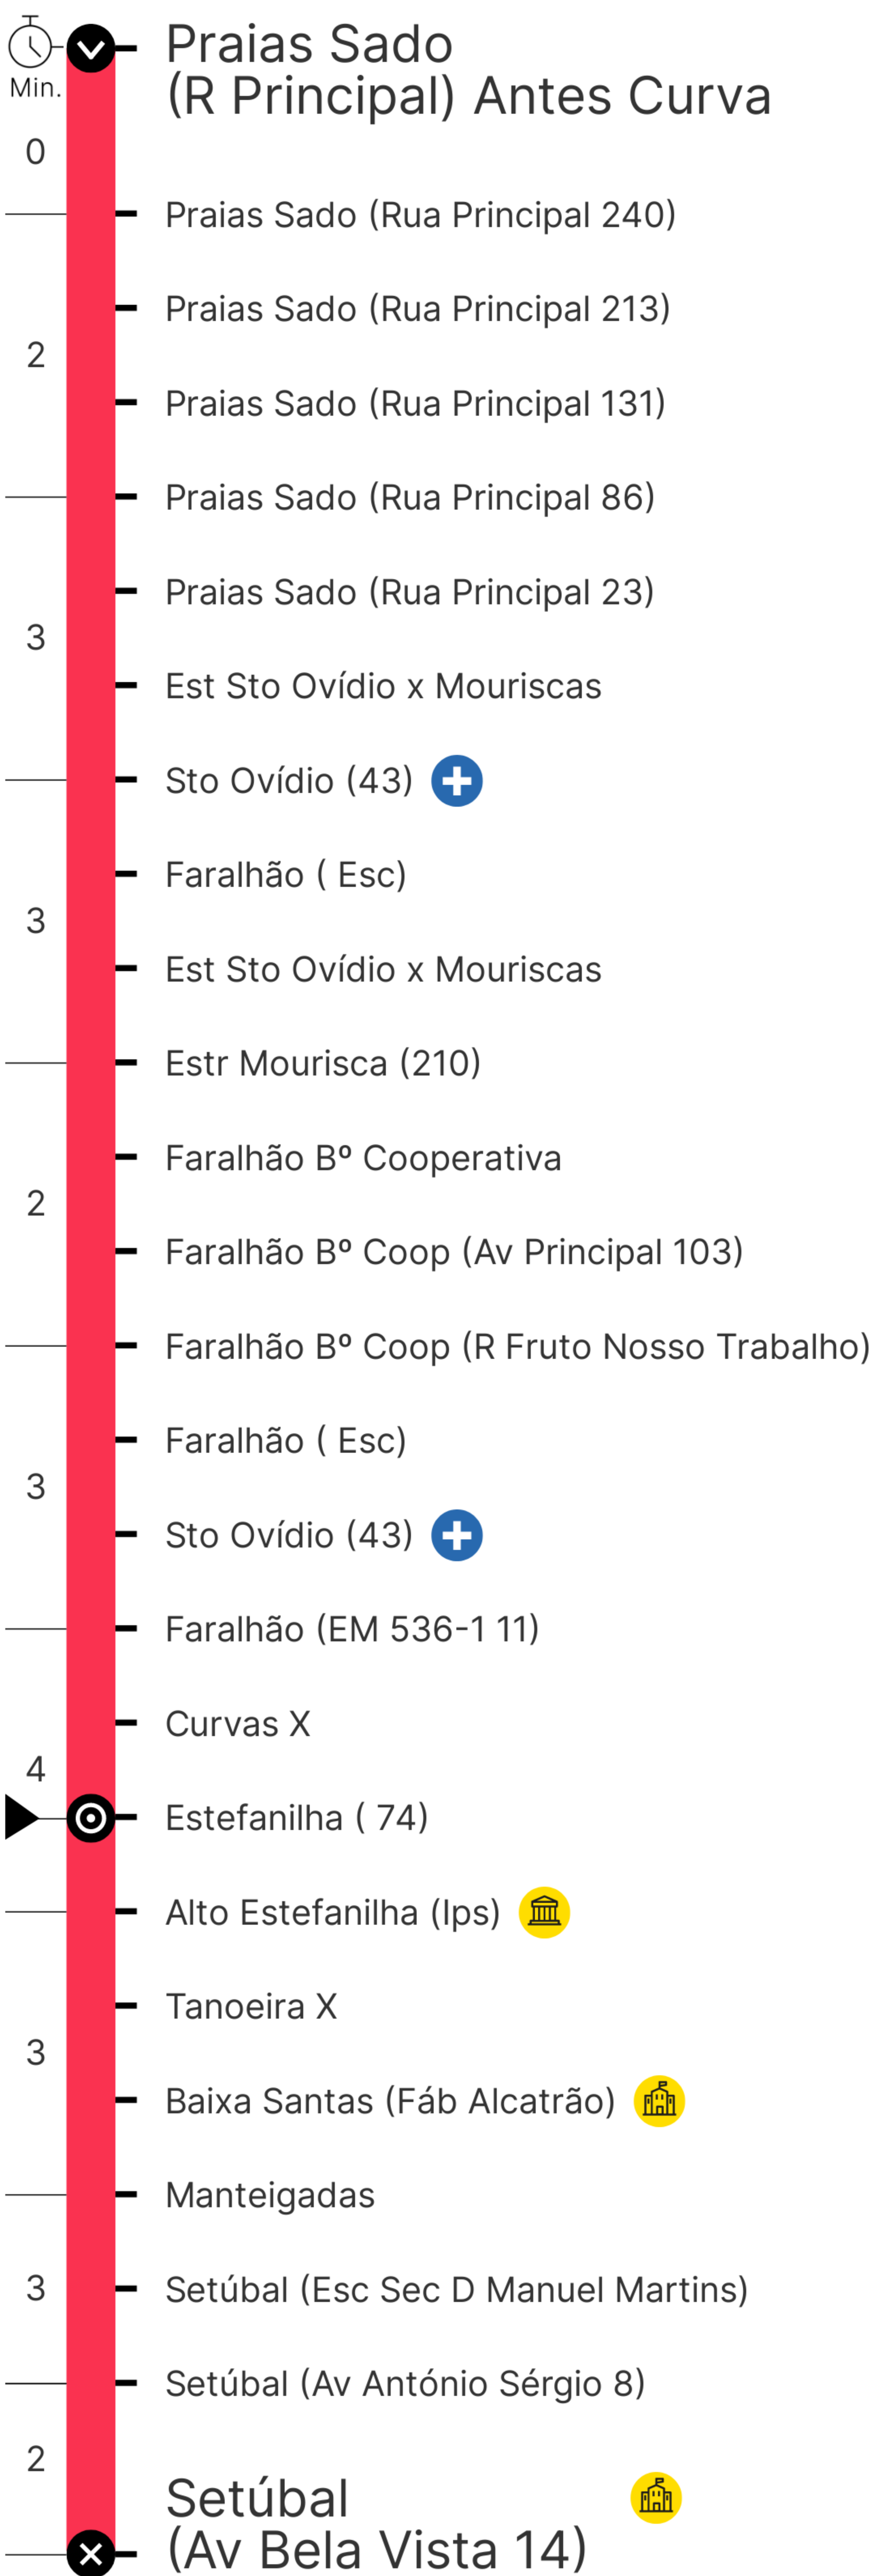 Praias Sado
(R Principal) Antes Curva
Min.
0
Praias Sado (Rua Principal 240)
Praias Sado (Rua Principal 213)
2
Praias Sado (Rua Principal 131)
Praias Sado (Rua Principal 86)
Praias Sado (Rua Principal 23)
3
Est Sto Ovídio x Mouriscas
Sto Ovídio (43)
Faralhão ( Esc)
3
Est Sto Ovídio x Mouriscas
Estr Mourisca (210)
Faralhão Bº Cooperativa
2
Faralhão Bº Coop (Av Principal 103)
Faralhão Bº Coop (R Fruto Nosso Trabalho)
Faralhão ( Esc)
3
Sto Ovídio (43)
Faralhão (EM 536-1 11)
Curvas X
4
Estefanilha ( 74)
Alto Estefanilha (Ips)
Tanoeira X
3
Baixa Santas (Fáb Alcatrão)
Manteigadas
3
Setúbal (Esc Sec D Manuel Martins)
Setúbal (Av António Sérgio 8)
2
Setúbal
(Av Bela Vista 14)